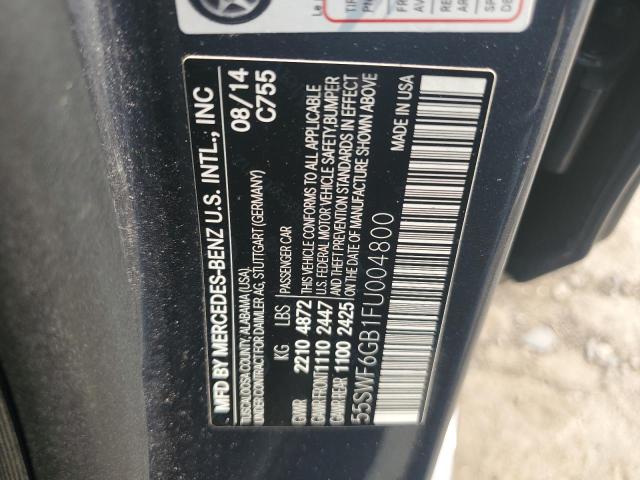 MFD BY MERCEDES-BENZ U.S. INTL., INC
TUSCALOOSA COUNTY, ALABAMA (USA),
UNDER CONTRACT FOR DAIMLER AG, STUTTGART (GERMANY)
08/14
C755
KG LBS
PASSENGER CAR
GVWR 2210 4872
GAWR FRONT 1110 2447
GAWR REAR 1100 2425
THIS VEHICLE CONFORMS TO ALL APPLICABLE
U.S. FEDERAL MOTOR VEHICLE SAFETY, BUMPER
AND THEFT PREVENTION STANDARDS IN EFFECT
ON THE DATE OF MANUFACTURE SHOWN ABOVE
55SWF6GB1FU004800
MADE IN USA
Le